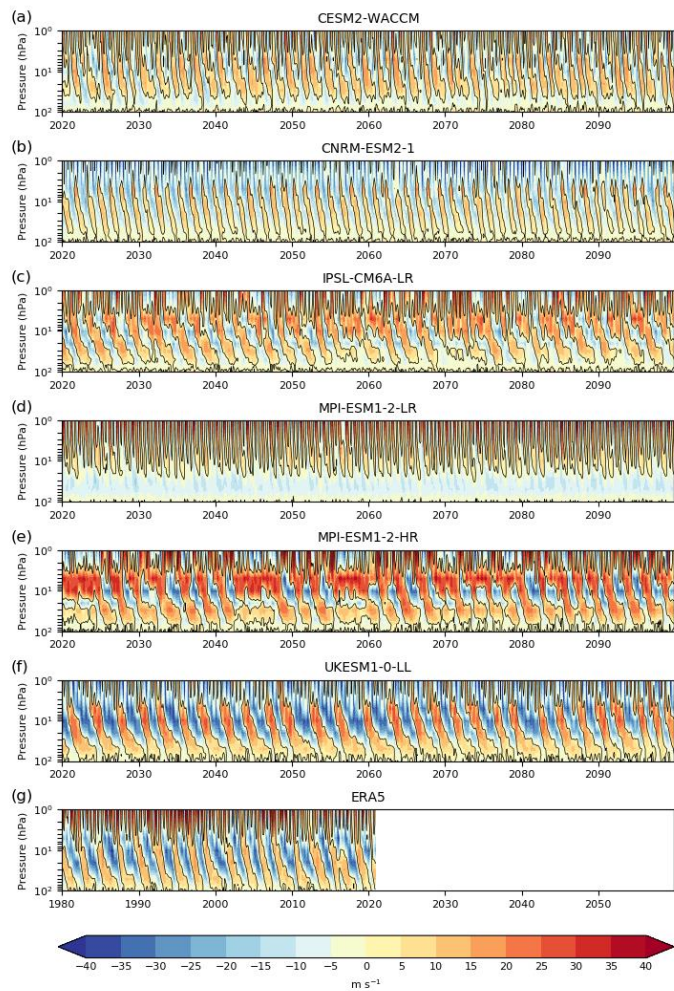 (a)
CESM2-WACCM
Pressure (hPa)
10⁰
10¹
10²
2020 2030 2040 2050 2060 2070 2080 2090
(b)
CNRM-ESM2-1
Pressure (hPa)
10⁰
10¹
10²
2020 2030 2040 2050 2060 2070 2080 2090
(c)
IPSL-CM6A-LR
Pressure (hPa)
10⁰
10¹
10²
2020 2030 2040 2050 2060 2070 2080 2090
(d)
MPI-ESM1-2-LR
Pressure (hPa)
10⁰
10¹
10²
2020 2030 2040 2050 2060 2070 2080 2090
(e)
MPI-ESM1-2-HR
Pressure (hPa)
10⁰
10¹
10²
2020 2030 2040 2050 2060 2070 2080 2090
(f)
UKESM1-0-LL
Pressure (hPa)
10⁰
10¹
10²
2020 2030 2040 2050 2060 2070 2080 2090
(g)
ERA5
Pressure (hPa)
10⁰
10¹
10²
1980 1990 2000 2010 2020 2030 2040 2050
−40 −35 −30 −25 −20 −15 −10 −5 0 5 10 15 20 25 30 35 40
m s⁻¹